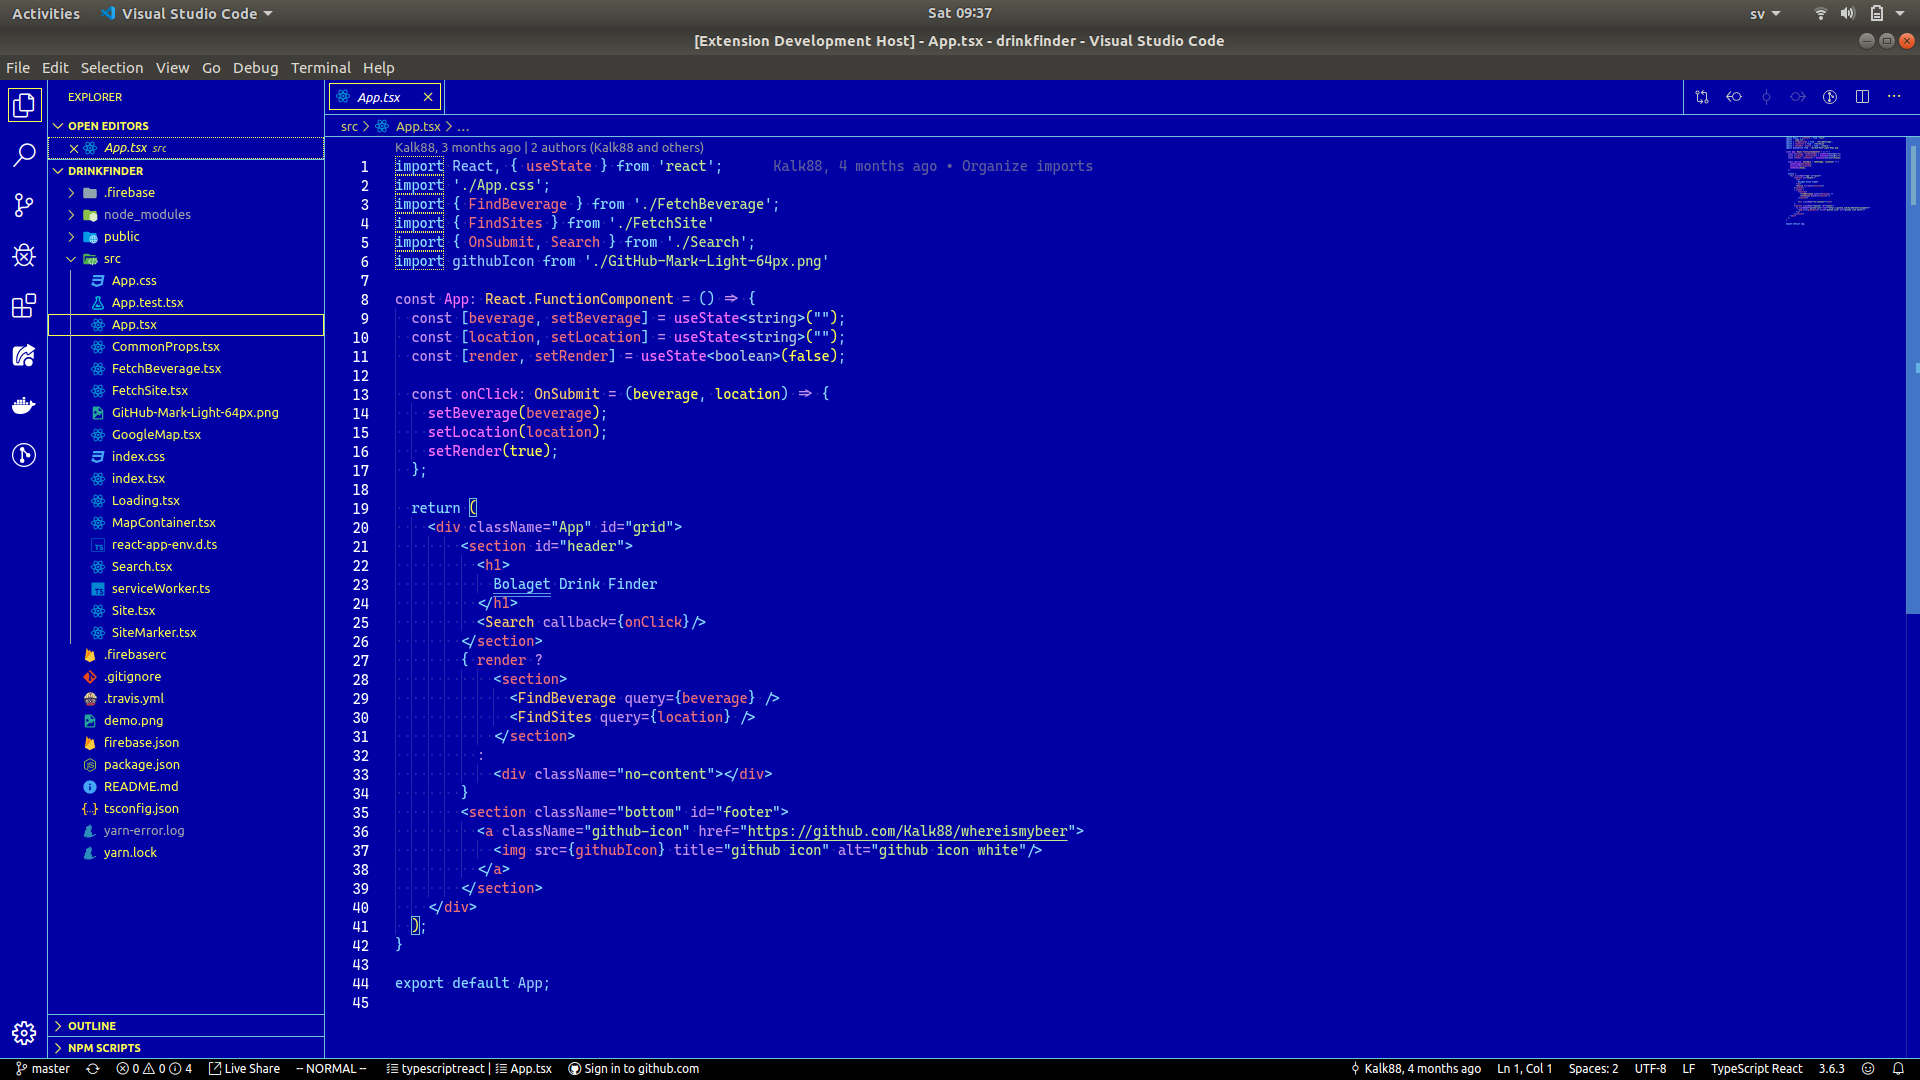 Activities Visual Studio Code Sat 09:37 sv
[Extension Development Host] - App.tsx - drinkfinder - Visual Studio Code
File Edit Selection View Go Debug Terminal Help
EXPLORER
OPEN EDITORS
App.tsx src
DRINKFINDER
.firebase
node_modules
public
src
App.css
App.test.tsx
App.tsx
CommonProps.tsx
FetchBeverage.tsx
FetchSite.tsx
GitHub-Mark-Light-64px.png
GoogleMap.tsx
index.css
index.tsx
Loading.tsx
MapContainer.tsx
react-app-env.d.ts
Search.tsx
serviceWorker.ts
Site.tsx
SiteMarker.tsx
.firebaserc
.gitignore
.travis.yml
demo.png
firebase.json
package.json
README.md
tsconfig.json
yarn-error.log
yarn.lock
OUTLINE
NPM SCRIPTS
App.tsx
src > App.tsx > ...
Kalk88, 3 months ago | 2 authors (Kalk88 and others)
1 import React, { useState } from 'react'; Kalk88, 4 months ago • Organize imports
2 import './App.css';
3 import { FindBeverage } from './FetchBeverage';
4 import { FindSites } from './FetchSite'
5 import { OnSubmit, Search } from './Search';
6 import githubIcon from './GitHub-Mark-Light-64px.png'
7
8 const App: React.FunctionComponent = () => {
9 const [beverage, setBeverage] = useState<string>("");
10 const [location, setLocation] = useState<string>("");
11 const [render, setRender] = useState<boolean>(false);
12
13 const onClick: OnSubmit = (beverage, location) => {
14 setBeverage(beverage);
15 setLocation(location);
16 setRender(true);
17 };
18
19 return (
20 <div className="App" id="grid">
21 <section id="header">
22 <h1>
23 Bolaget Drink Finder
24 </h1>
25 <Search callback={onClick}/>
26 </section>
27 { render ?
28 <section>
29 <FindBeverage query={beverage} />
30 <FindSites query={location} />
31 </section>
32 :
33 <div className="no-content"></div>
34 }
35 <section className="bottom" id="footer">
36 <a className="github-icon" href="https://github.com/Kalk88/whereismybeer">
37 <img src={githubIcon} title="github icon" alt="github icon white"/>
38 </a>
39 </section>
40 </div>
41 );
42 }
43
44 export default App;
45
master 0 0 4 Live Share -- NORMAL -- typescriptreact | App.tsx Sign in to github.com Kalk88, 4 months ago Ln 1, Col 1 Spaces: 2 UTF-8 LF TypeScript React 3.6.3